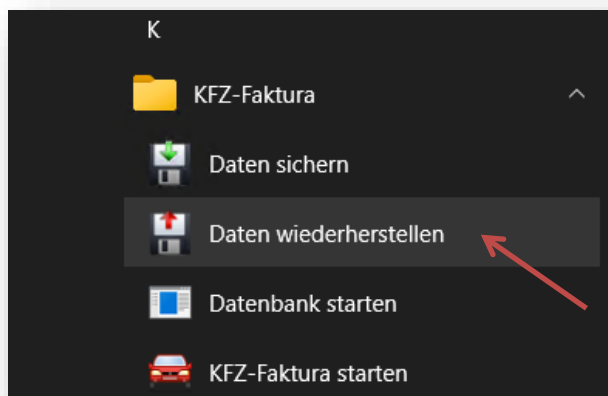 K
KFZ-Faktura
Daten sichern
Daten wiederherstellen
Datenbank starten
KFZ-Faktura starten